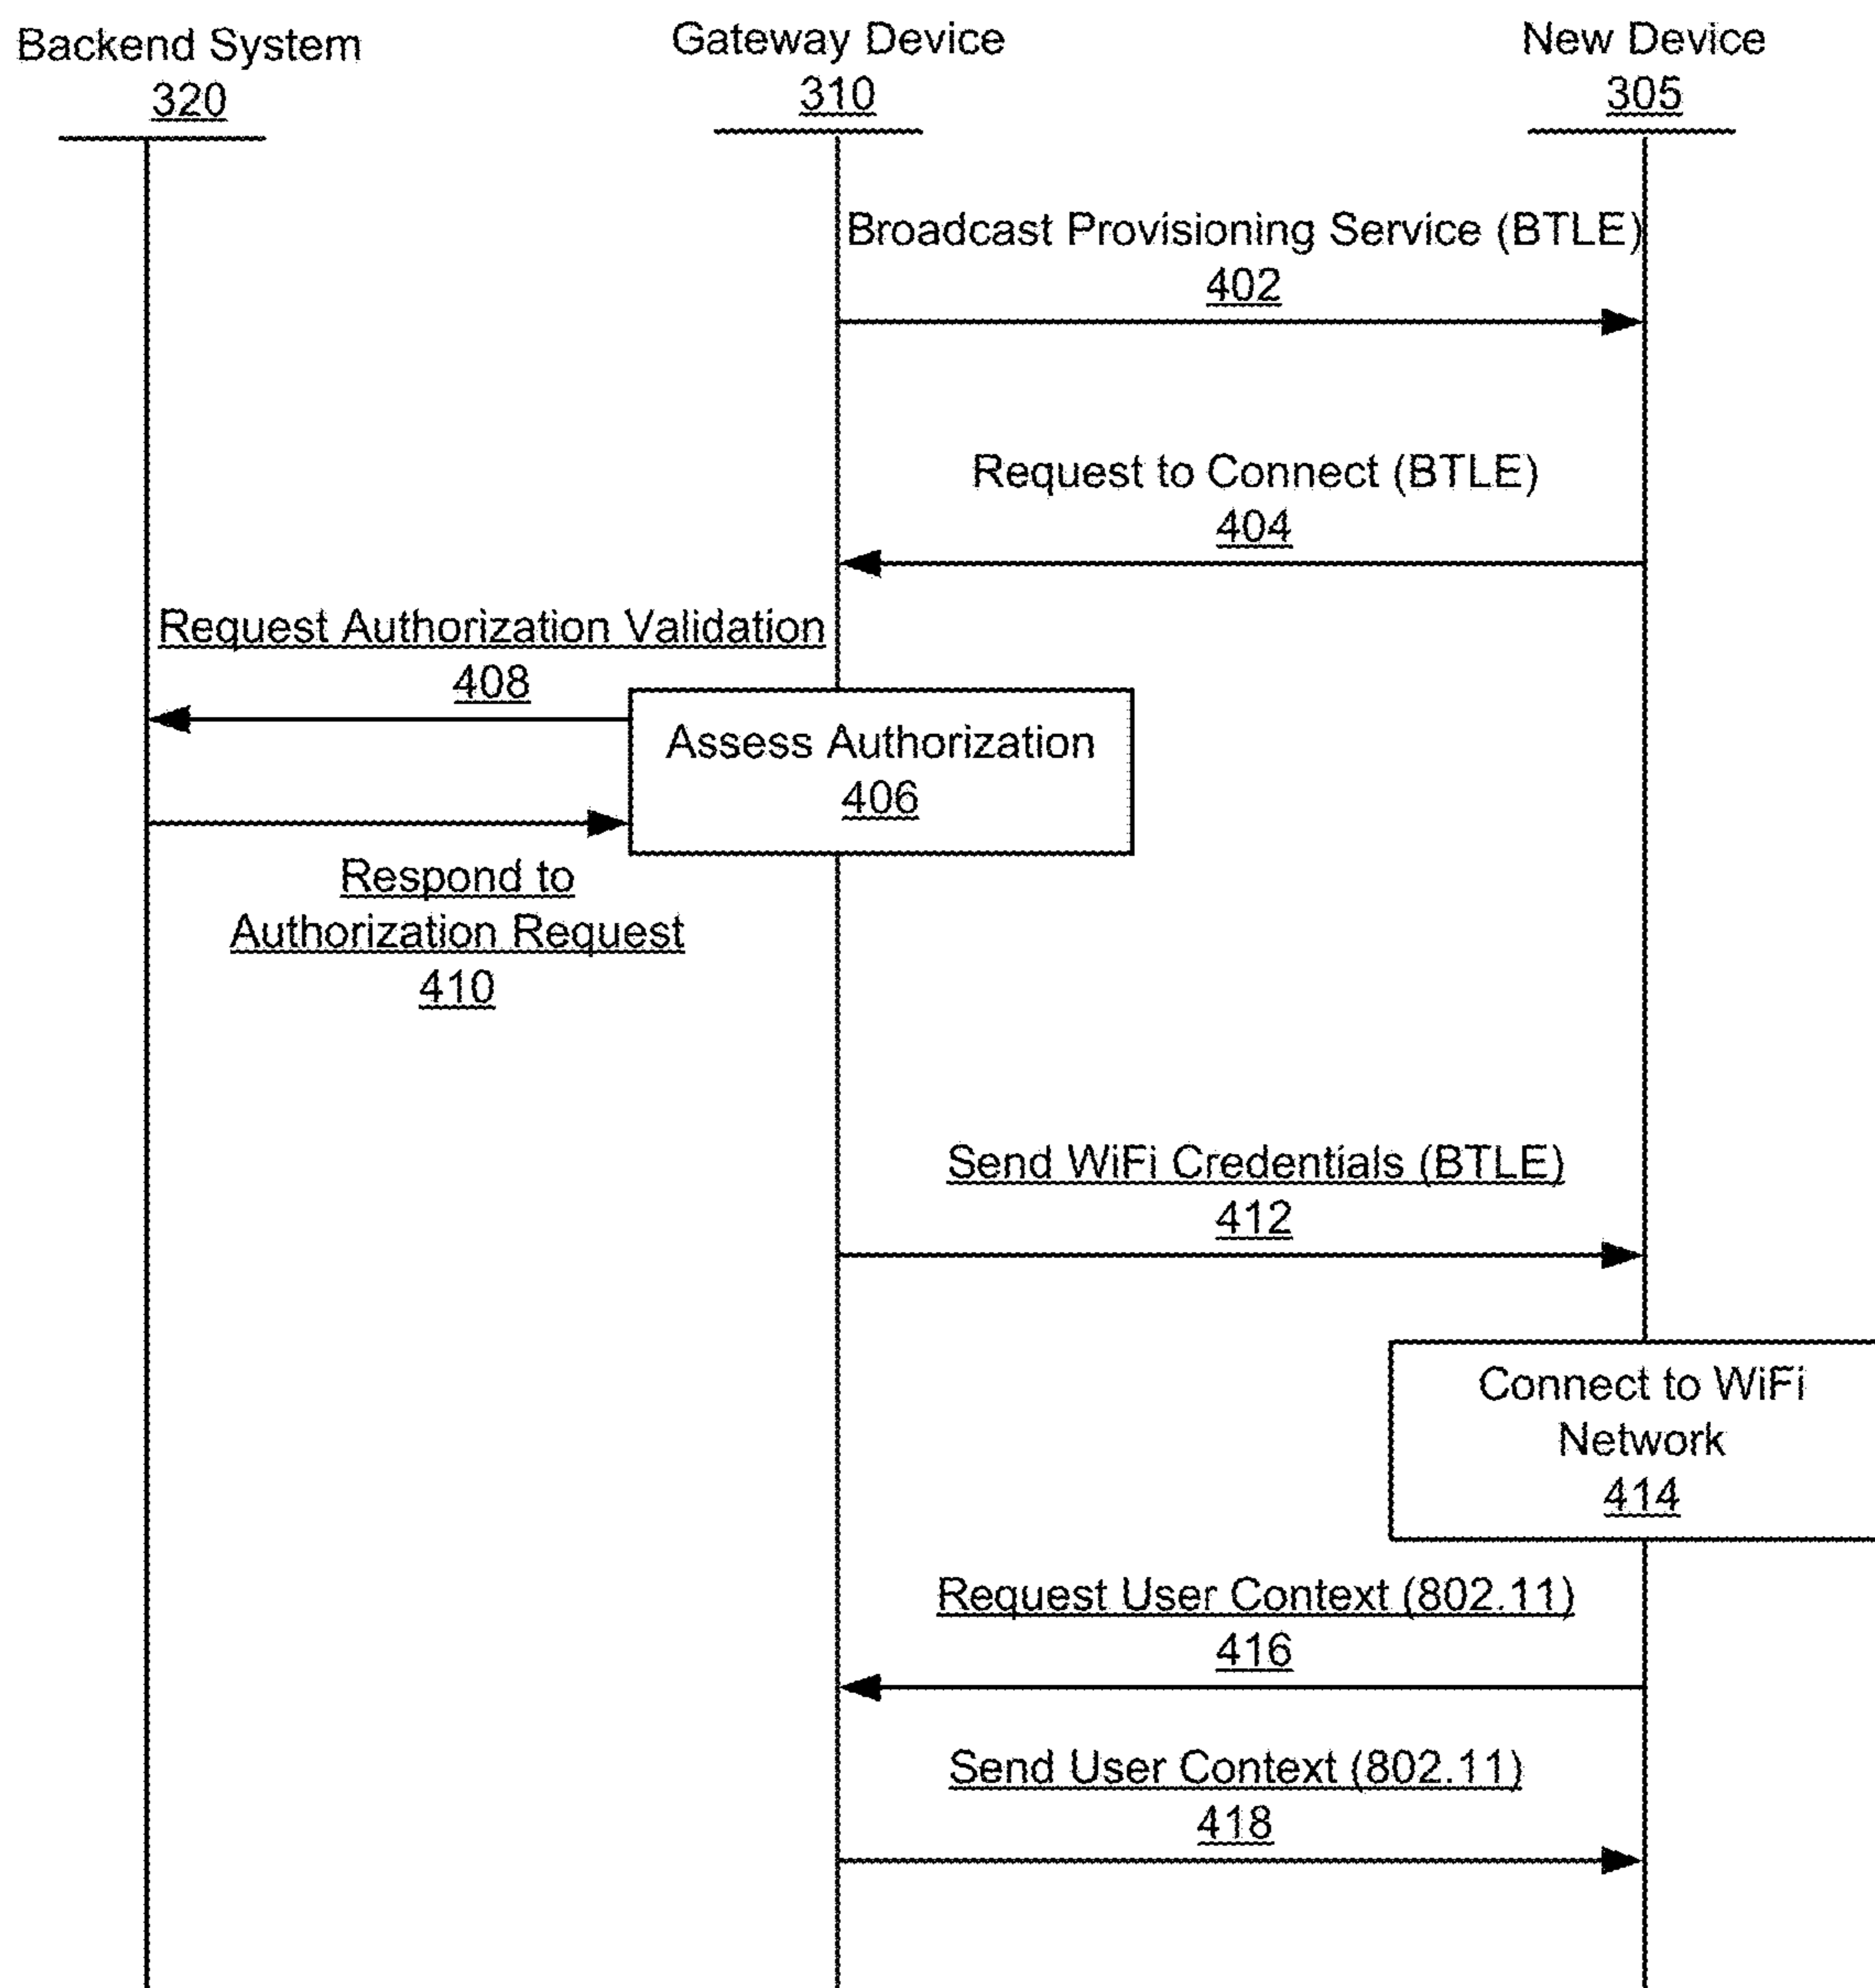 Backend System
320
Gateway Device
310
New Device
305
Broadcast Provisioning Service (BTLE)
402
Request to Connect (BTLE)
404
Request Authorization Validation
408
Assess Authorization
406
Respond to
Authorization Request
410
Send WiFi Credentials (BTLE)
412
Connect to WiFi
Network
414
Request User Context (802.11)
416
Send User Context (802.11)
418